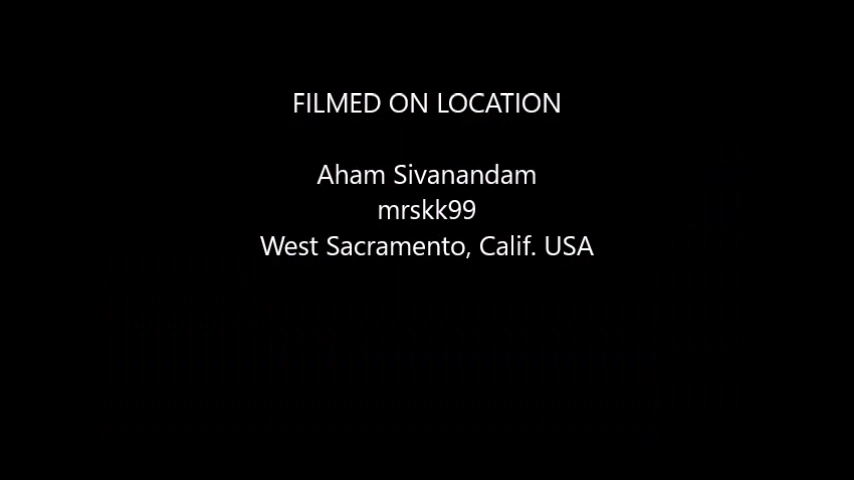 FILMED ON LOCATION
Aham Sivanandam
mrskk99
West Sacramento, Calif. USA